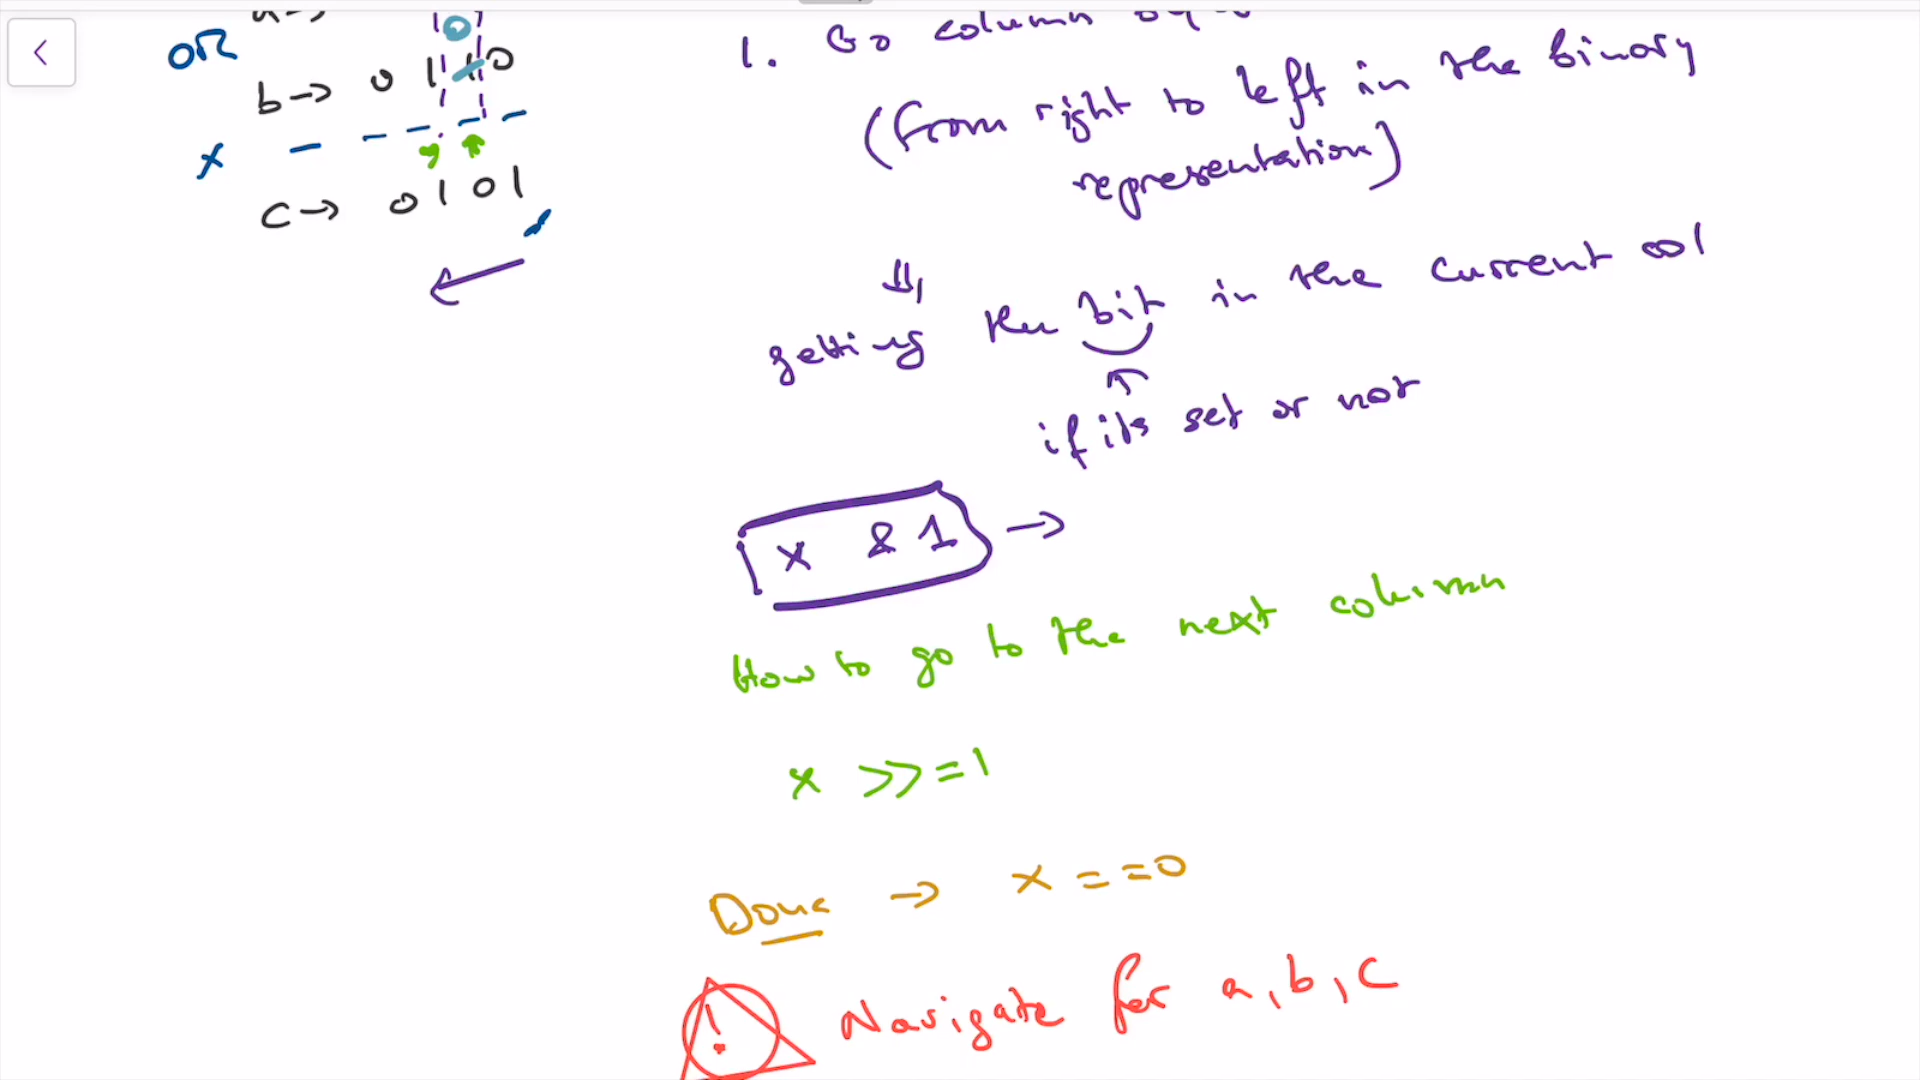 OR
b → 0 1 1 0
x
c → 0 1 0 1
1. Go column
(from right to left in the binary
representation)
getting the bit in the current col
if its set or not
x & 1 →
How to go to the next column
x >>=1
Done → x = =0
! Navigate for a, b, c